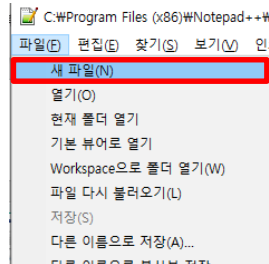 C:￦Program Files (x86)￦Notepad++￦
파일(F) 편집(E) 찾기(S) 보기(V) 인
새 파일(N)
열기(O)
현재 폴더 열기
기본 뷰어로 열기
Workspace으로 폴더 열기(W)
파일 다시 불러오기(L)
저장(S)
다른 이름으로 저장(A)...